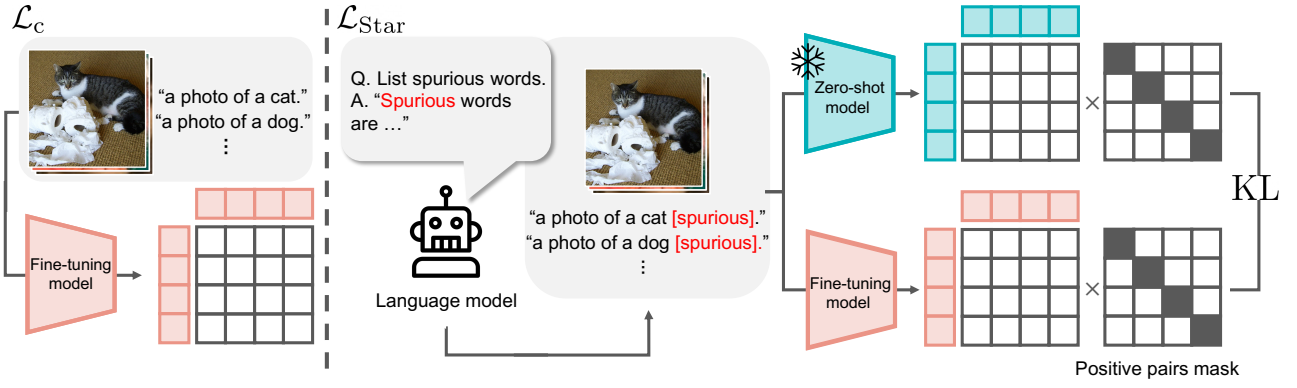 ℒc
“a photo of a cat.”
“a photo of a dog.”
⋮
Fine-tuning
model
ℒStar
Q. List spurious words.
A. “Spurious words
are …”
Language model
“a photo of a cat [spurious].”
“a photo of a dog [spurious].”
⋮
Zero-shot
model
×
Fine-tuning
model
×
KL
Positive pairs mask